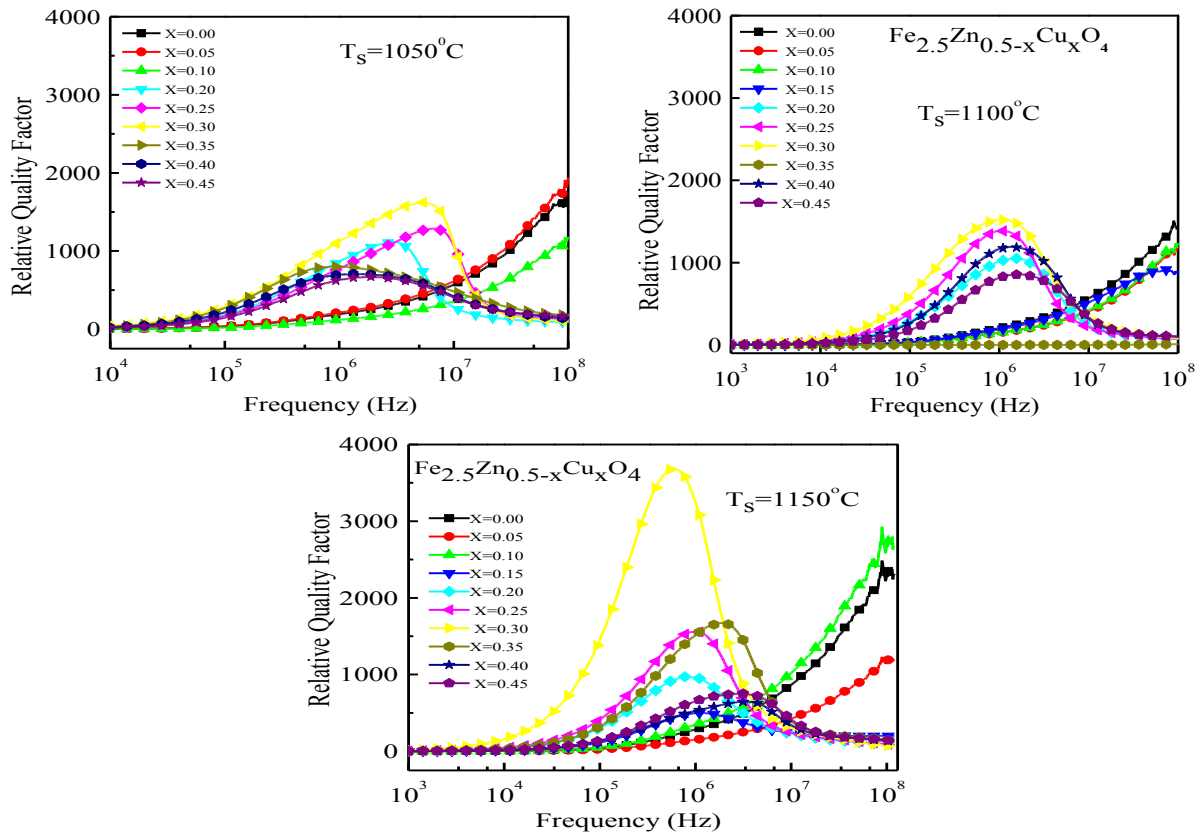 4000
3000
2000
1000
0
Relative Quality Factor
X=0.00
X=0.05
X=0.10
X=0.20
X=0.25
X=0.30
X=0.35
X=0.40
X=0.45
Ts=1050°C
10^4 10^5 10^6 10^7 10^8
Frequency (Hz)
4000
3000
2000
1000
0
Relative Quality Factor
X=0.00
X=0.05
X=0.10
X=0.15
X=0.20
X=0.25
X=0.30
X=0.35
X=0.40
X=0.45
Fe2.5Zn0.5-xCuxO4
Ts=1100°C
10^3 10^4 10^5 10^6 10^7 10^8
Frequency (Hz)
4000
3000
2000
1000
0
Relative Quality Factor
Fe2.5Zn0.5-xCuxO4
Ts=1150°C
X=0.00
X=0.05
X=0.10
X=0.15
X=0.20
X=0.25
X=0.30
X=0.35
X=0.40
X=0.45
10^3 10^4 10^5 10^6 10^7 10^8
Frequency (Hz)